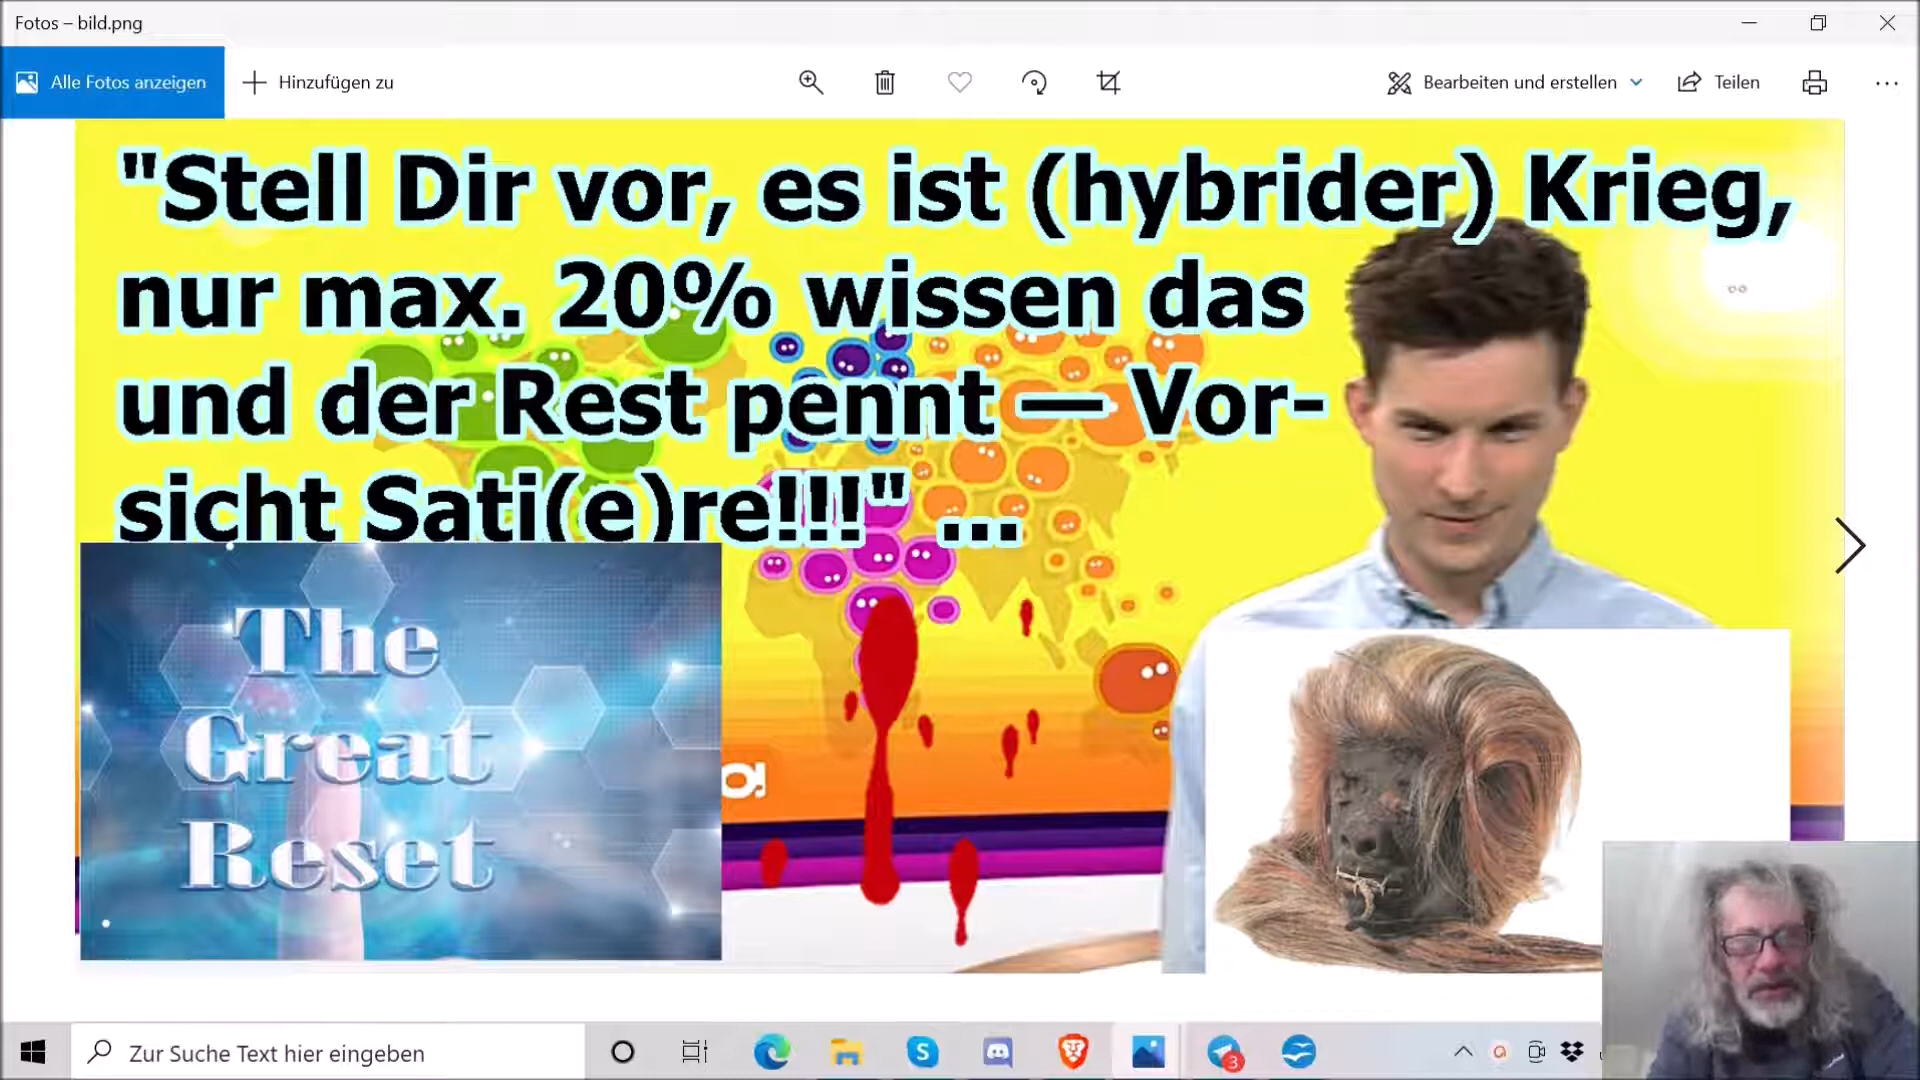 Fotos – bild.png
Alle Fotos anzeigen
Hinzufügen zu
Bearbeiten und erstellen
Teilen
"Stell Dir vor, es ist (hybrider) Krieg,
nur max. 20% wissen das
und der Rest pennt — Vor-
sicht Sati(e)re!!!" ...
The
Great
Reset
Zur Suche Text hier eingeben
3